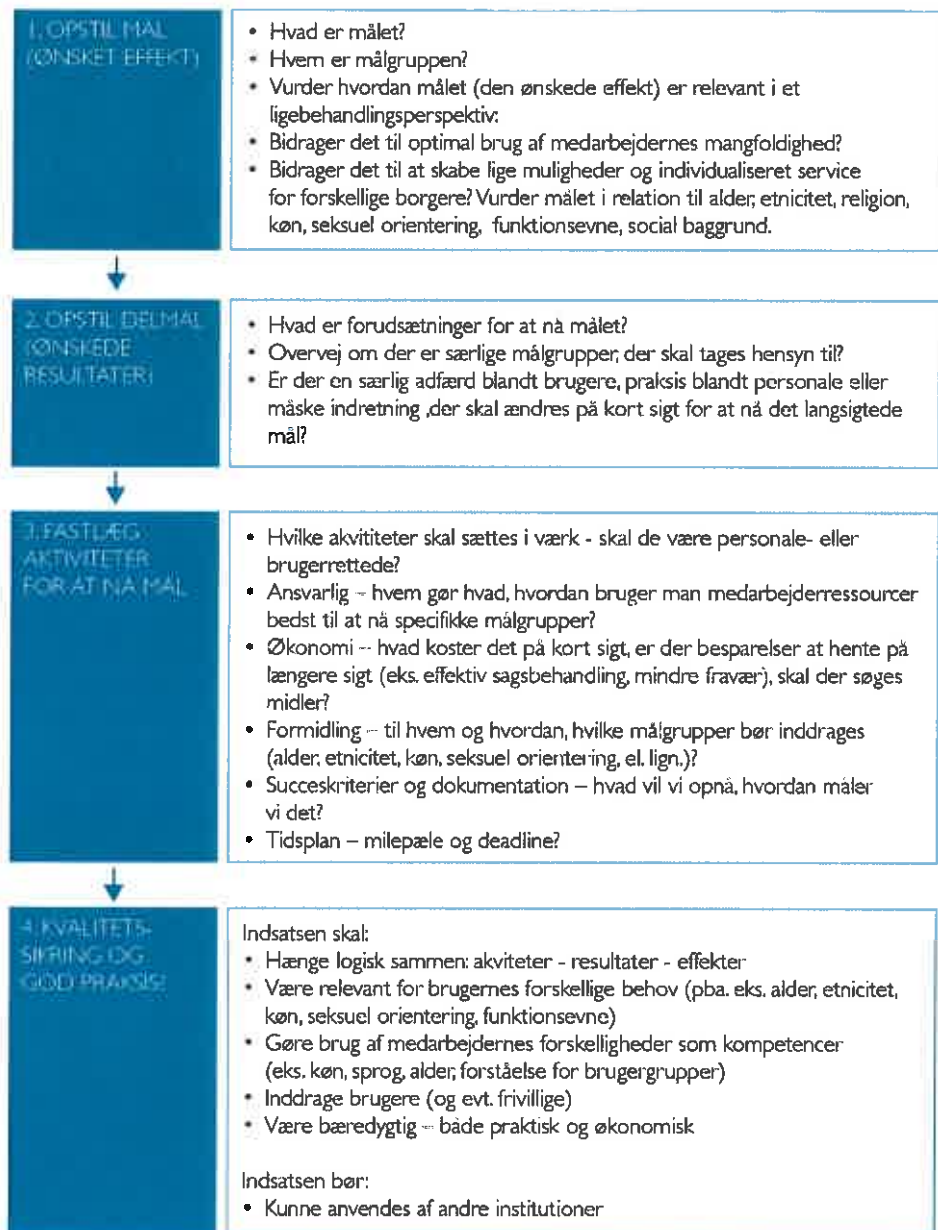 1. OPSTIL MÅL
(ØNSKET EFFEKT)
• Hvad er målet?
• Hvem er målgruppen?
• Vurder hvordan målet (den ønskede effekt) er relevant i et
ligebehandlingsperspektiv:
• Bidrager det til optimal brug af medarbejdernes mangfoldighed?
• Bidrager det til at skabe lige muligheder og individualiseret service
for forskellige borgere? Vurder målet i relation til alder, etnicitet, religion,
køn, seksuel orientering, funktionsevne, social baggrund.
2. OPSTIL DELMÅL
(ØNSKEDE
RESULTATER)
• Hvad er forudsætninger for at nå målet?
• Overvej om der er særlige målgrupper, der skal tages hensyn til?
• Er der en særlig adfærd blandt brugere, praksis blandt personale eller
måske indretning ,der skal ændres på kort sigt for at nå det langsigtede
mål?
3. FASTLÆG
AKTIVITETER
FOR AT NÅ MÅL
• Hvilke akvititeter skal sættes i værk - skal de være personale- eller
brugerrettede?
• Ansvarlig – hvem gør hvad, hvordan bruger man medarbejderressourcer
bedst til at nå specifikke målgrupper?
• Økonomi – hvad koster det på kort sigt, er der besparelser at hente på
længere sigt (eks. effektiv sagsbehandling, mindre fravær), skal der søges
midler?
• Formidling – til hvem og hvordan, hvilke målgrupper bør inddrages
(alder, etnicitet, køn, seksuel orientering, el. lign.)?
• Succeskriterier og dokumentation – hvad vil vi opnå, hvordan måler
vi det?
• Tidsplan – milepæle og deadline?
4. KVALITETS-
SIKRING OG
GOD PRAKSIS:
Indsatsen skal:
• Hænge logisk sammen: akviteter - resultater - effekter
• Være relevant for brugernes forskellige behov (pba. eks. alder, etnicitet,
køn, seksuel orientering, funktionsevne)
• Gøre brug af medarbejdernes forskelligheder som kompetencer
(eks. køn, sprog, alder, forståelse for brugergrupper)
• Inddrage brugere (og evt. frivillige)
• Være bæredygtig – både praktisk og økonomisk
Indsatsen bør:
• Kunne anvendes af andre institutioner